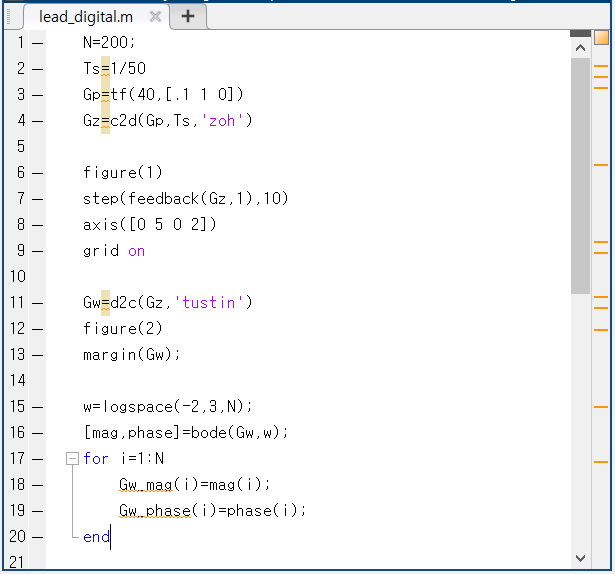 lead_digital.m
1 N=200;
2 Ts=1/50
3 Gp=tf(40,[.1 1 0])
4 Gz=c2d(Gp,Ts,'zoh')
5
6 figure(1)
7 step(feedback(Gz,1),10)
8 axis([0 5 0 2])
9 grid on
10
11 Gw=d2c(Gz,'tustin')
12 figure(2)
13 margin(Gw);
14
15 w=logspace(-2,3,N);
16 [mag,phase]=bode(Gw,w);
17 for i=1:N
18 Gw_mag(i)=mag(i);
19 Gw_phase(i)=phase(i);
20 end
21